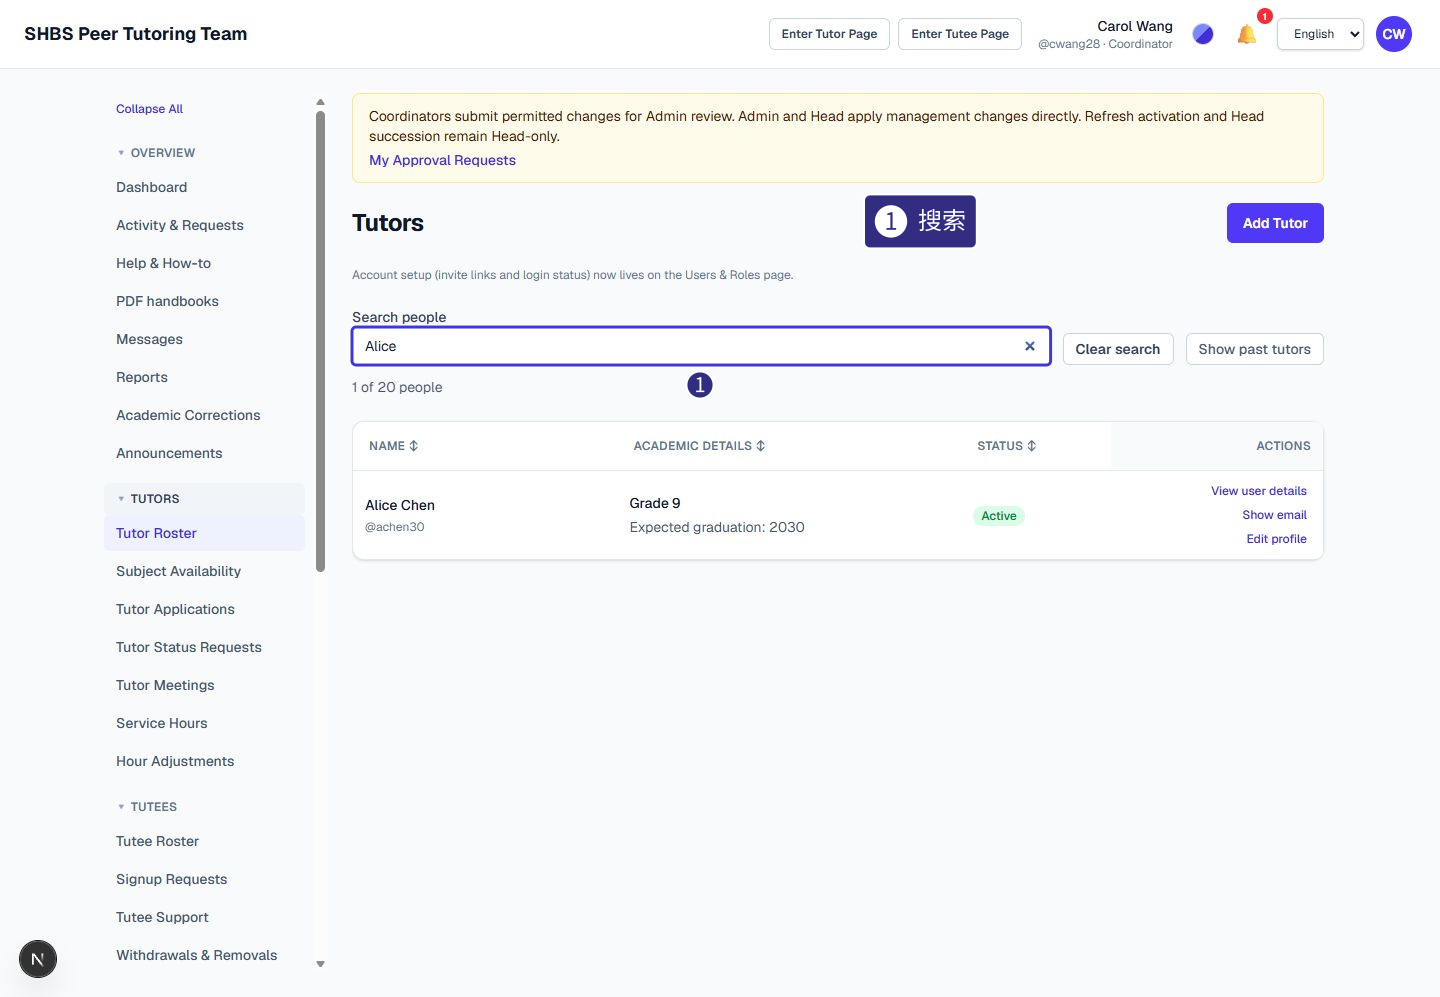 SHBS Peer Tutoring Team
Enter Tutor Page
Enter Tutee Page
Carol Wang
@cwang28 · Coordinator
1
English
CW
Collapse All
OVERVIEW
Dashboard
Activity & Requests
Help & How-to
PDF handbooks
Messages
Reports
Academic Corrections
Announcements
TUTORS
Tutor Roster
Subject Availability
Tutor Applications
Tutor Status Requests
Tutor Meetings
Service Hours
Hour Adjustments
TUTEES
Tutee Roster
Signup Requests
Tutee Support
Withdrawals & Removals
N
Coordinators submit permitted changes for Admin review. Admin and Head apply management changes directly. Refresh activation and Head
succession remain Head-only.
My Approval Requests
Tutors
1 搜索
Add Tutor
Account setup (invite links and login status) now lives on the Users & Roles page.
Search people
Alice
Clear search
Show past tutors
1 of 20 people
1
NAME
ACADEMIC DETAILS
STATUS
ACTIONS
Alice Chen
@achen30
Grade 9
Expected graduation: 2030
Active
View user details
Show email
Edit profile